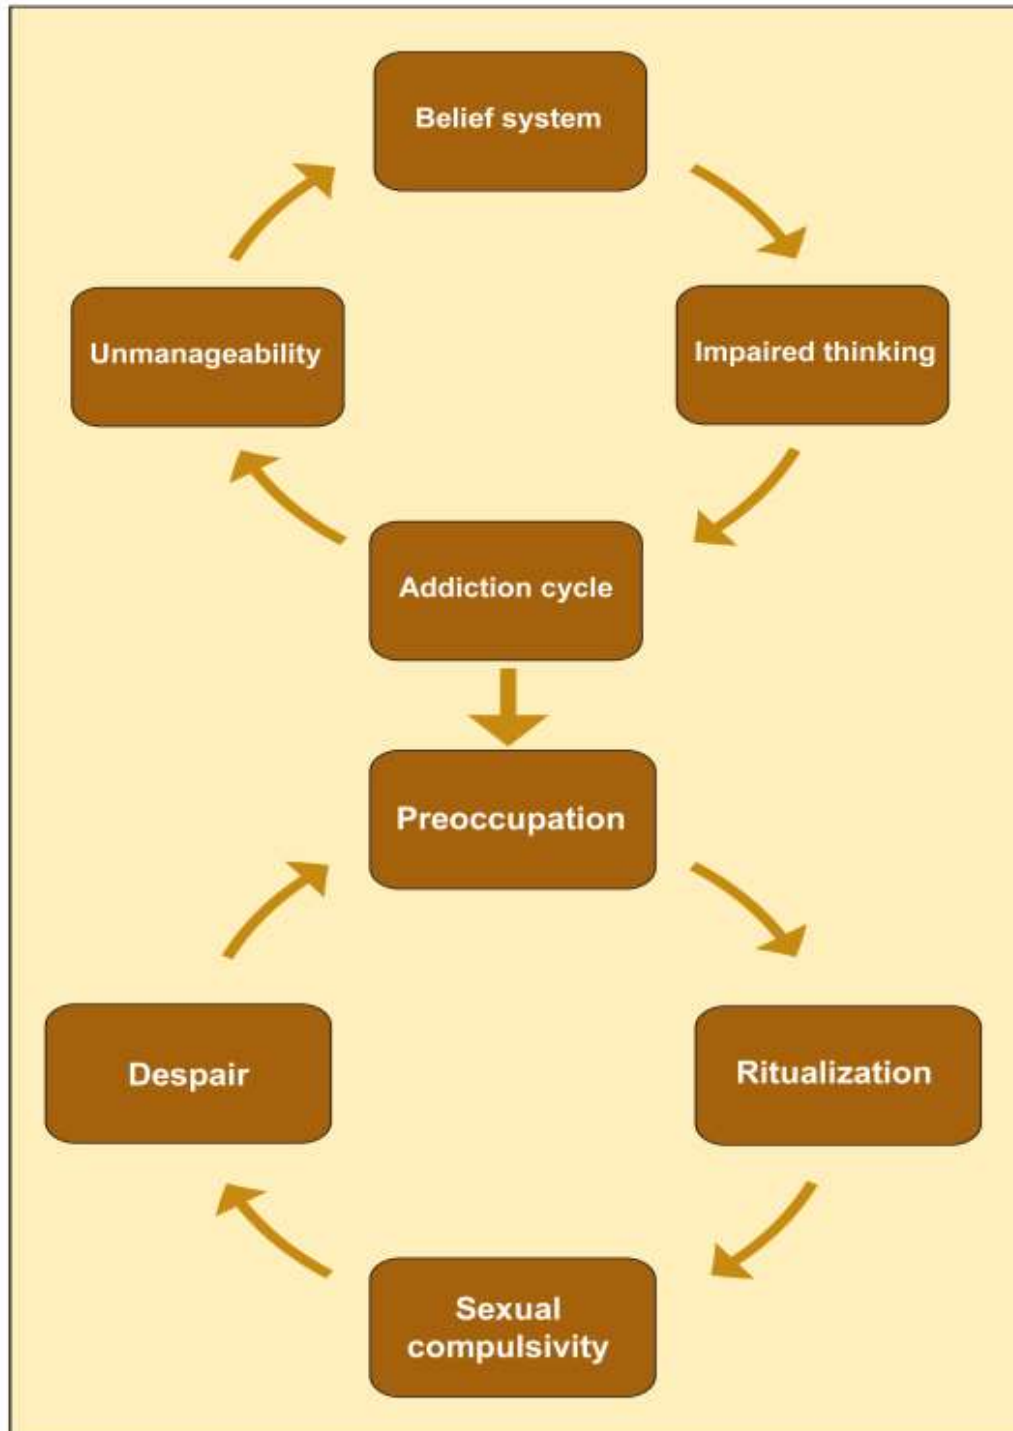 Belief system
Unmanageability
Impaired thinking
Addiction cycle
Preoccupation
Despair
Ritualization
Sexual
compulsivity